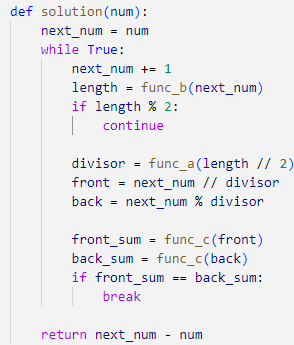 def solution(num):
    next_num = num
    while True:
        next_num += 1
        length = func_b(next_num)
        if length % 2:
            continue

        divisor = func_a(length // 2)
        front = next_num // divisor
        back = next_num % divisor

        front_sum = func_c(front)
        back_sum = func_c(back)
        if front_sum == back_sum:
            break

    return next_num - num